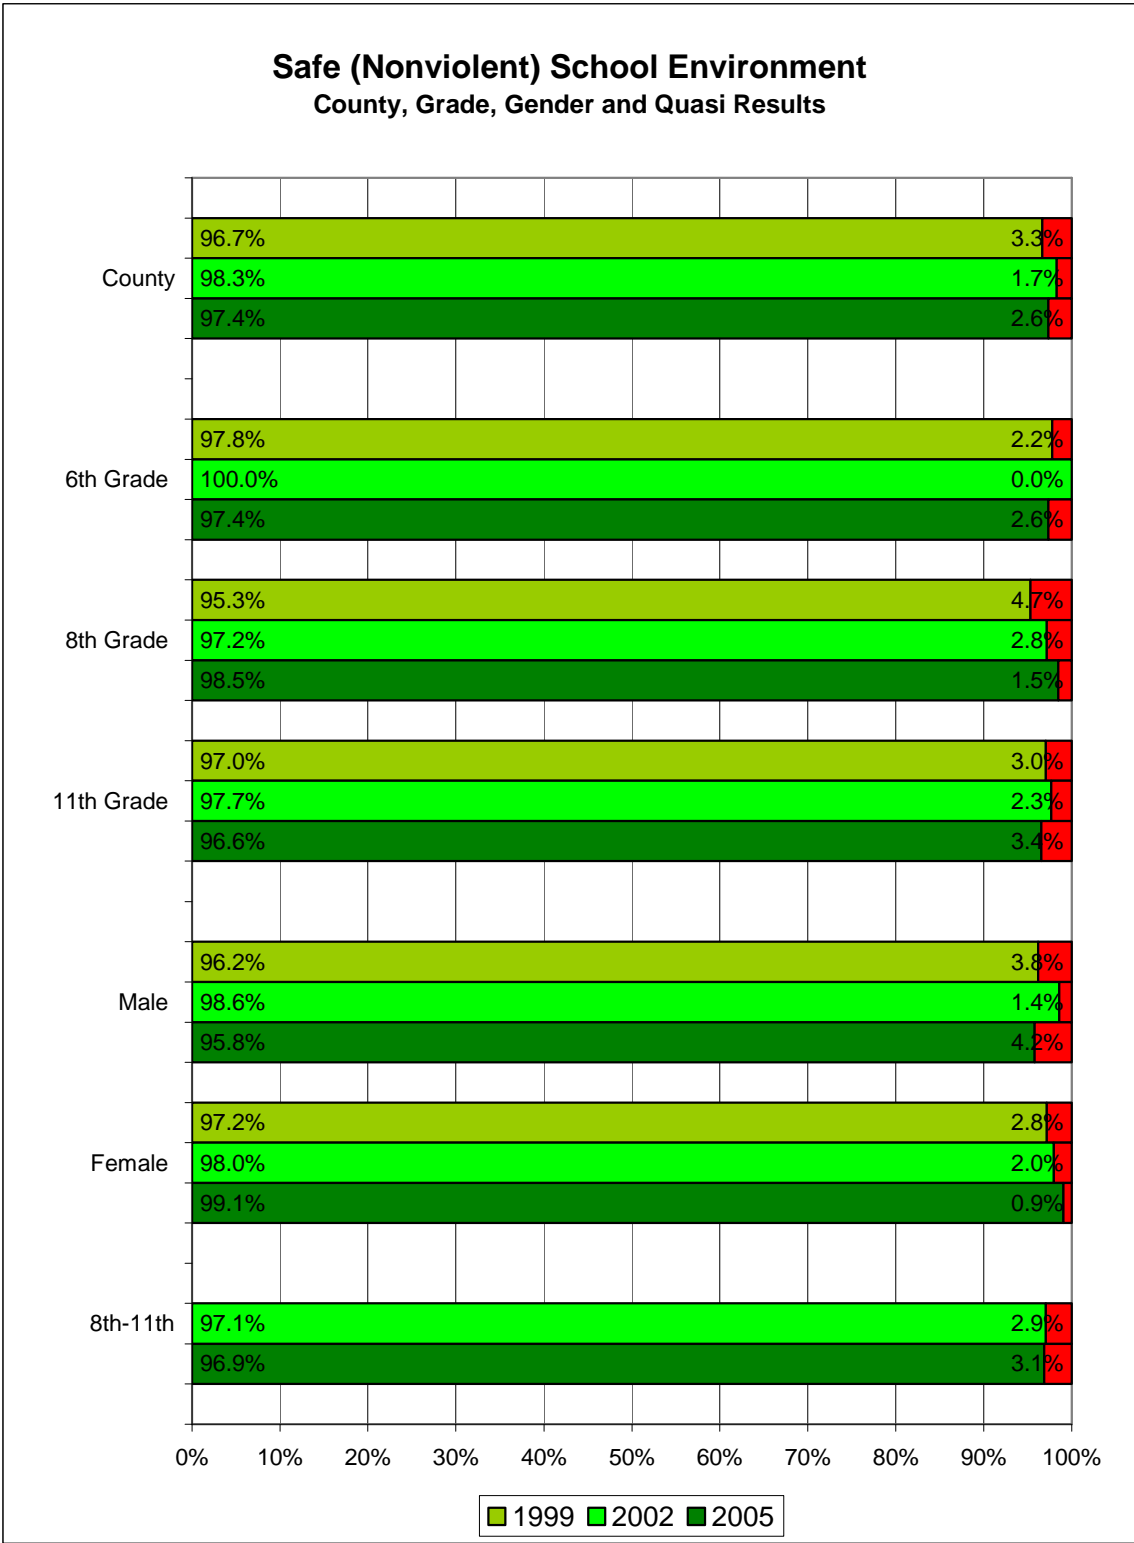 Safe (Nonviolent) School Environment
County, Grade, Gender and Quasi Results
96.7% 3.3%
County 98.3% 1.7%
97.4% 2.6%
97.8% 2.2%
6th Grade 100.0% 0.0%
97.4% 2.6%
95.3% 4.7%
8th Grade 97.2% 2.8%
98.5% 1.5%
97.0% 3.0%
11th Grade 97.7% 2.3%
96.6% 3.4%
96.2% 3.8%
Male 98.6% 1.4%
95.8% 4.2%
97.2% 2.8%
Female 98.0% 2.0%
99.1% 0.9%
8th-11th 97.1% 2.9%
96.9% 3.1%
0% 10% 20% 30% 40% 50% 60% 70% 80% 90% 100%
1999 2002 2005